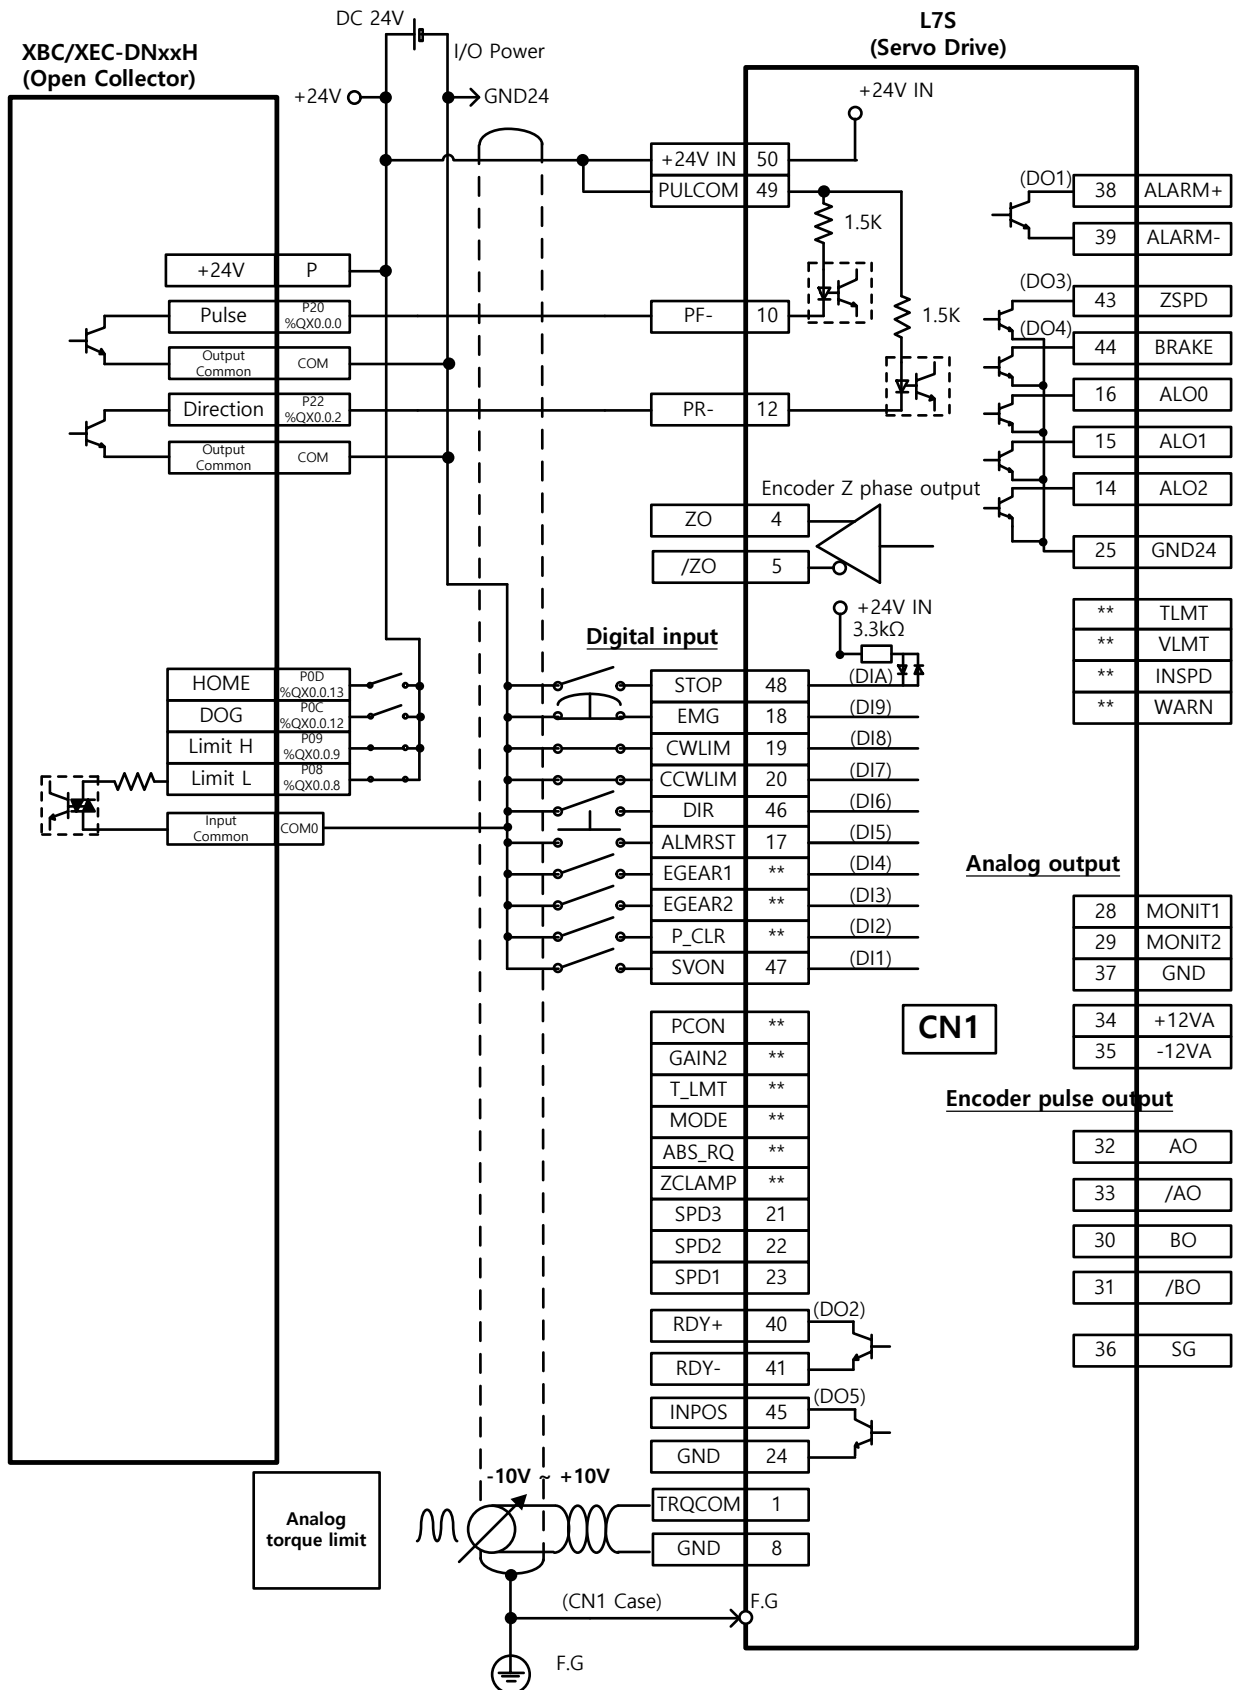 DC 24V
L7S
(Servo Drive)
XBC/XEC-DNxxH
(Open Collector)
I/O Power
+24V
GND24
+24V IN
+24V IN 50
PULCOM 49
1.5K
1.5K
(DO1)
38 ALARM+
39 ALARM-
+24V P
Pulse P20
%QX0.0.0
Output
Common COM
Direction P22
%QX0.0.2
Output
Common COM
PF- 10
PR- 12
(DO3)
43 ZSPD
(DO4)
44 BRAKE
16 ALO0
15 ALO1
14 ALO2
25 GND24
Encoder Z phase output
ZO 4
/ZO 5
** TLMT
** VLMT
** INSPD
** WARN
+24V IN
3.3kΩ
Digital input
HOME P0D
%QX0.0.13
DOG P0C
%QX0.0.12
Limit H P09
%QX0.0.9
Limit L P08
%QX0.0.8
Input
Common COM0
STOP 48 (DIA)
EMG 18 (DI9)
CWLIM 19 (DI8)
CCWLIM 20 (DI7)
DIR 46 (DI6)
ALMRST 17 (DI5)
EGEAR1 ** (DI4)
EGEAR2 ** (DI3)
P_CLR ** (DI2)
SVON 47 (DI1)
Analog output
28 MONIT1
29 MONIT2
37 GND
34 +12VA
35 -12VA
CN1
PCON **
GAIN2 **
T_LMT **
MODE **
ABS_RQ **
ZCLAMP **
SPD3 21
SPD2 22
SPD1 23
Encoder pulse output
32 AO
33 /AO
30 BO
31 /BO
36 SG
RDY+ 40 (DO2)
RDY- 41
INPOS 45 (DO5)
GND 24
-10V ~ +10V
Analog
torque limit
TRQCOM 1
GND 8
(CN1 Case)
F.G
F.G